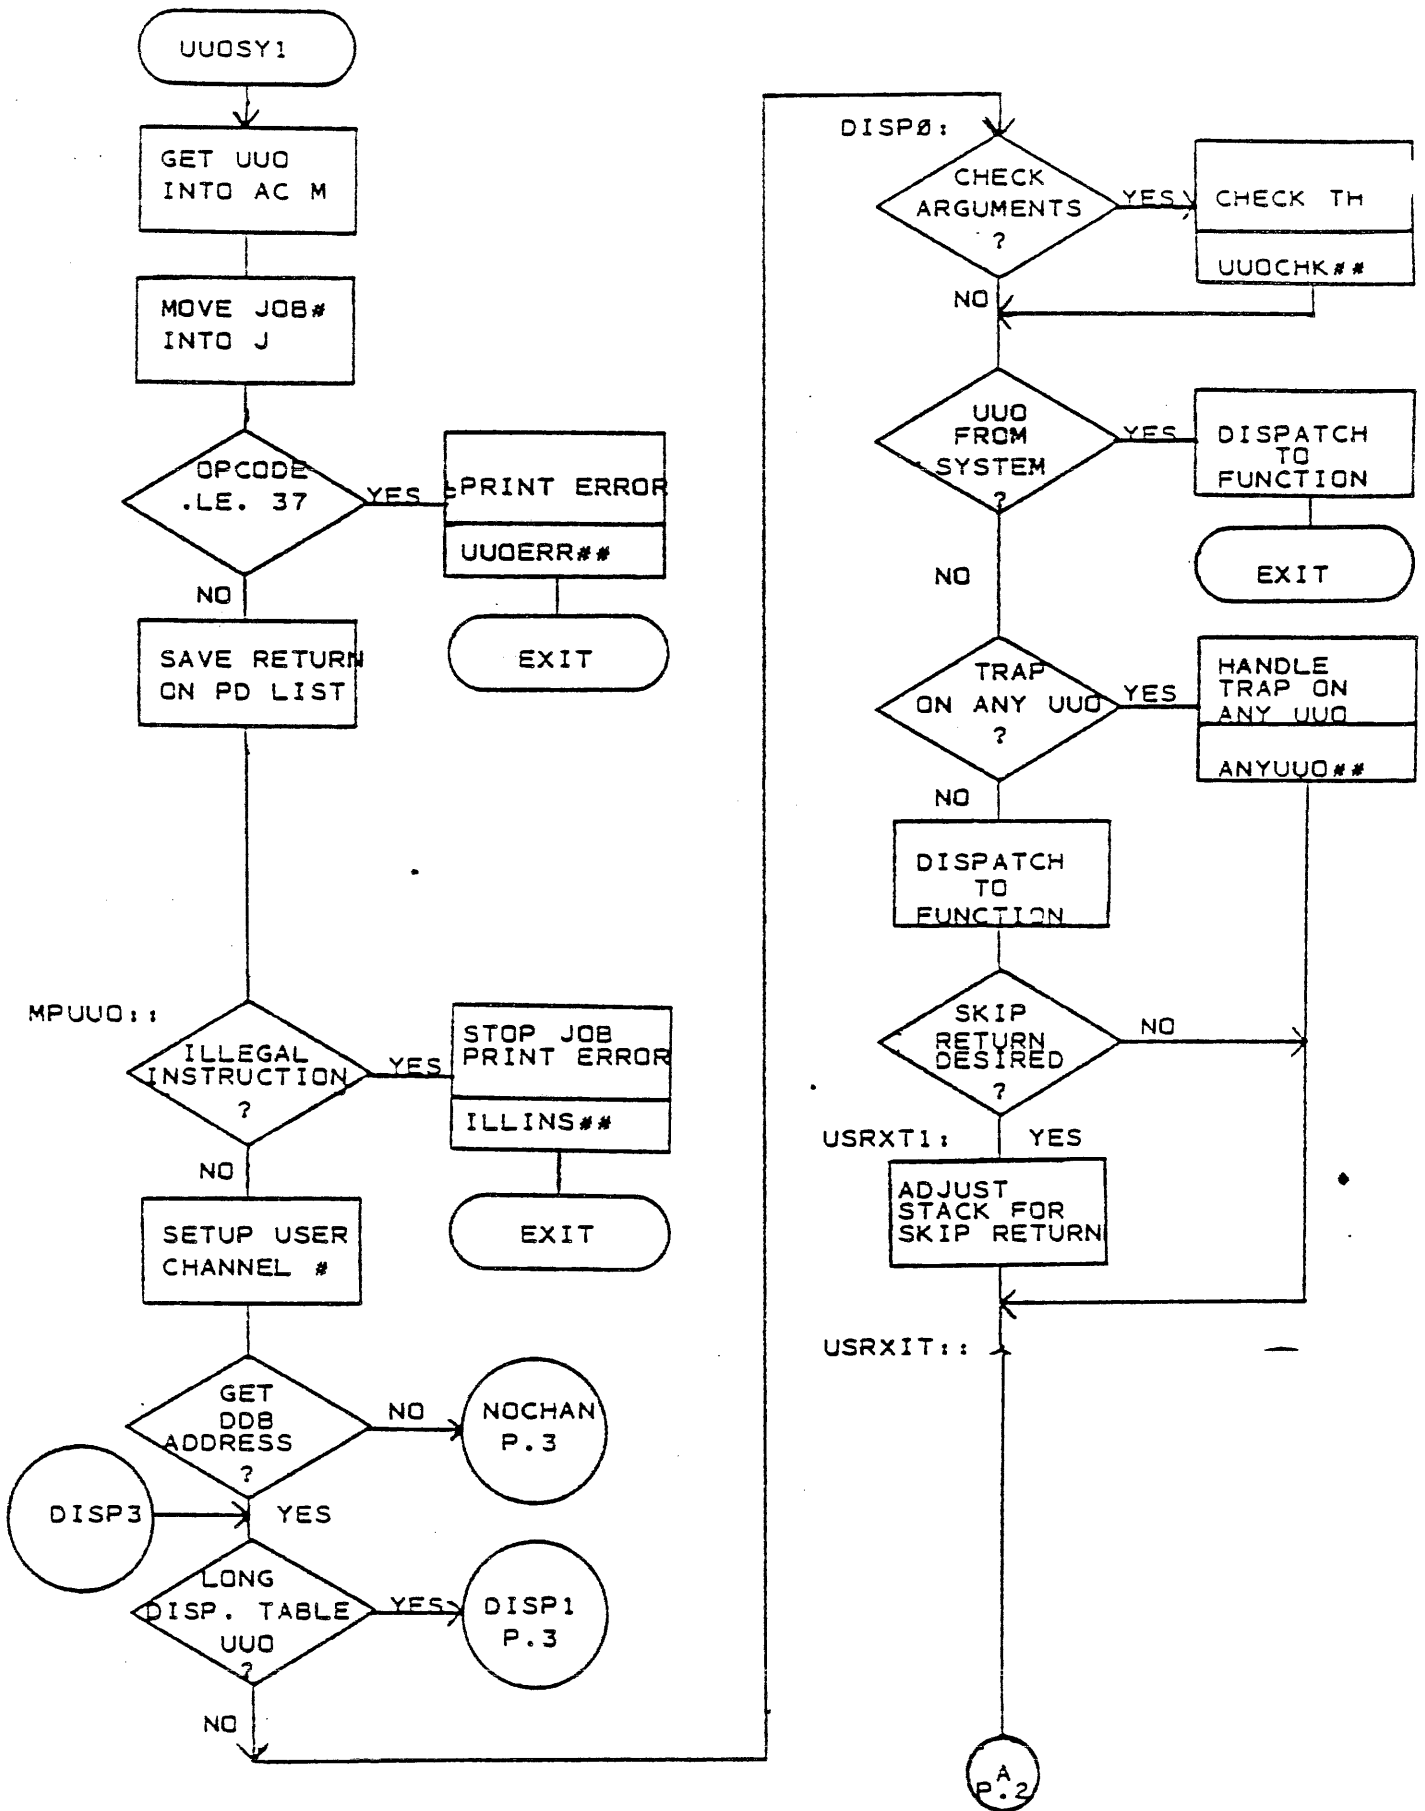 UUOSY1
GET UUO
INTO AC M
MOVE JOB#
INTO J
OPCODE
.LE. 37
YES
PRINT ERROR
UUOERR##
EXIT
NO
SAVE RETURN
ON PD LIST
MPUUO::
ILLEGAL
INSTRUCTION
?
YES
STOP JOB
PRINT ERROR
ILLINS##
EXIT
NO
SETUP USER
CHANNEL #
GET
DDB
ADDRESS
?
NO
NOCHAN
P.3
DISP3
YES
LONG
DISP. TABLE
UUO
?
YES
DISP1
P.3
NO
DISPØ:
CHECK
ARGUMENTS
?
YES
CHECK TH
UUOCHK##
NO
UUO
FROM
SYSTEM
?
YES
DISPATCH
TO
FUNCTION
EXIT
NO
TRAP
ON ANY UUO
?
YES
HANDLE
TRAP ON
ANY UUO
ANYUUO##
NO
DISPATCH
TO
FUNCTION
SKIP
RETURN
DESIRED
?
NO
USRXT1:
YES
ADJUST
STACK FOR
SKIP RETURN
USRXIT::
A
P.2